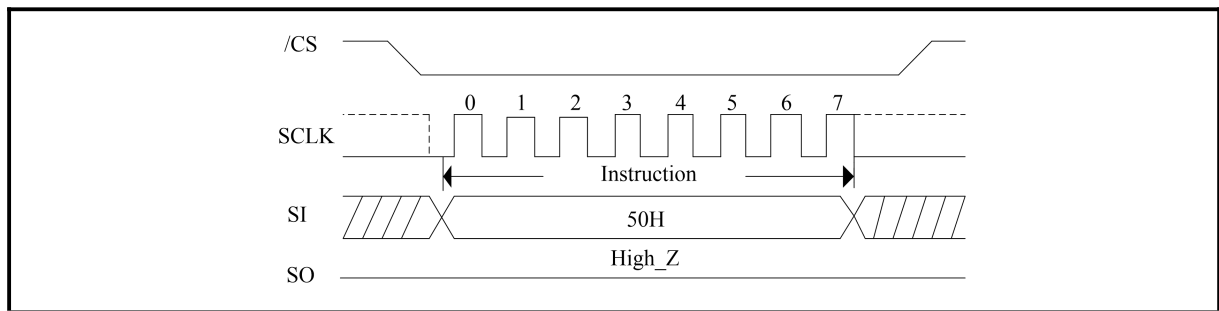 /CS
0 1 2 3 4 5 6 7
SCLK
Instruction
SI
50H
High_Z
SO